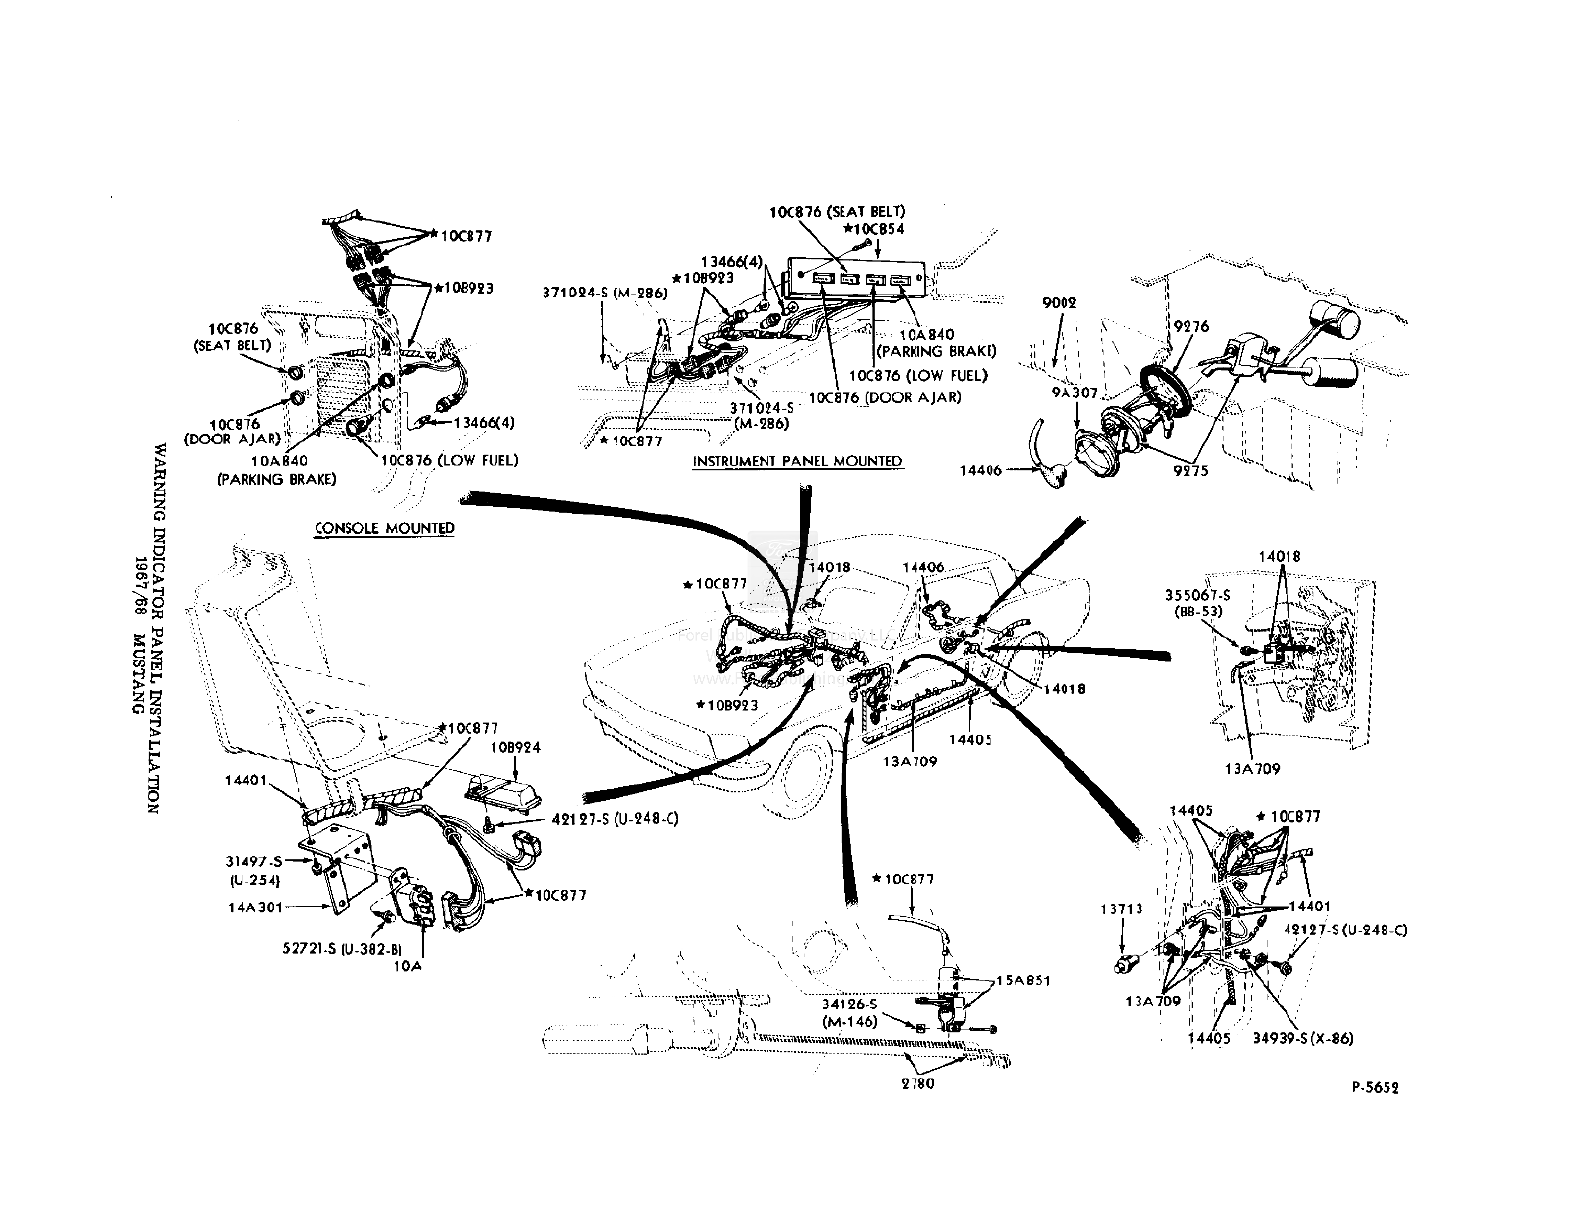 ★10C877
★10B923
10C876
(SEAT BELT)
10C876
(DOOR AJAR)
10A840
(PARKING BRAKE)
10C876 (LOW FUEL)
13466(4)
CONSOLE MOUNTED
10C876 (SEAT BELT)
★10C854
13466(4)
★10B923
371024-S (M-286)
10A840
(PARKING BRAKE)
10C876 (LOW FUEL)
10C876 (DOOR AJAR)
371024-S
(M-286)
★10C877
INSTRUMENT PANEL MOUNTED
9002
9276
9A307
14406
9275
★10C877
14018
14406
★10B923
14018
14405
13A709
14018
355067-S
(BB-53)
13A709
★10C877
10B924
14401
42127-S (U-248-C)
31497-S
(U-254)
14A301
★10C877
52721-S (U-382-B)
10A
★10C877
15A851
34126-S
(M-146)
2780
14405
★10C877
13713
14401
42127-S (U-248-C)
13A709
14405
34939-S (X-86)
P-5652
WARNING INDICATOR PANEL INSTALLATION
1967/68 MUSTANG